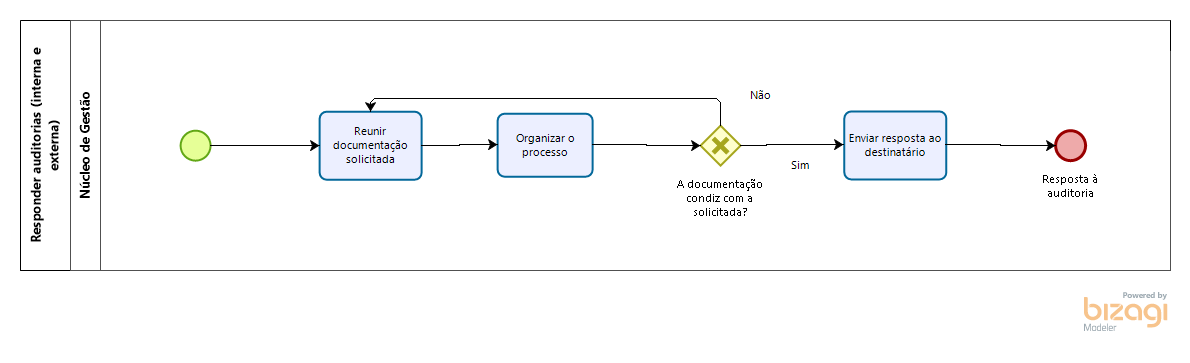 Responder auditorias (interna e
externa)
Núcleo de Gestão
Reunir
documentação
solicitada
Organizar o
processo
Não
A documentação
condiz com a
solicitada?
Sim
Enviar resposta ao
destinatário
Resposta à
auditoria
Powered by
bizagi
Modeler